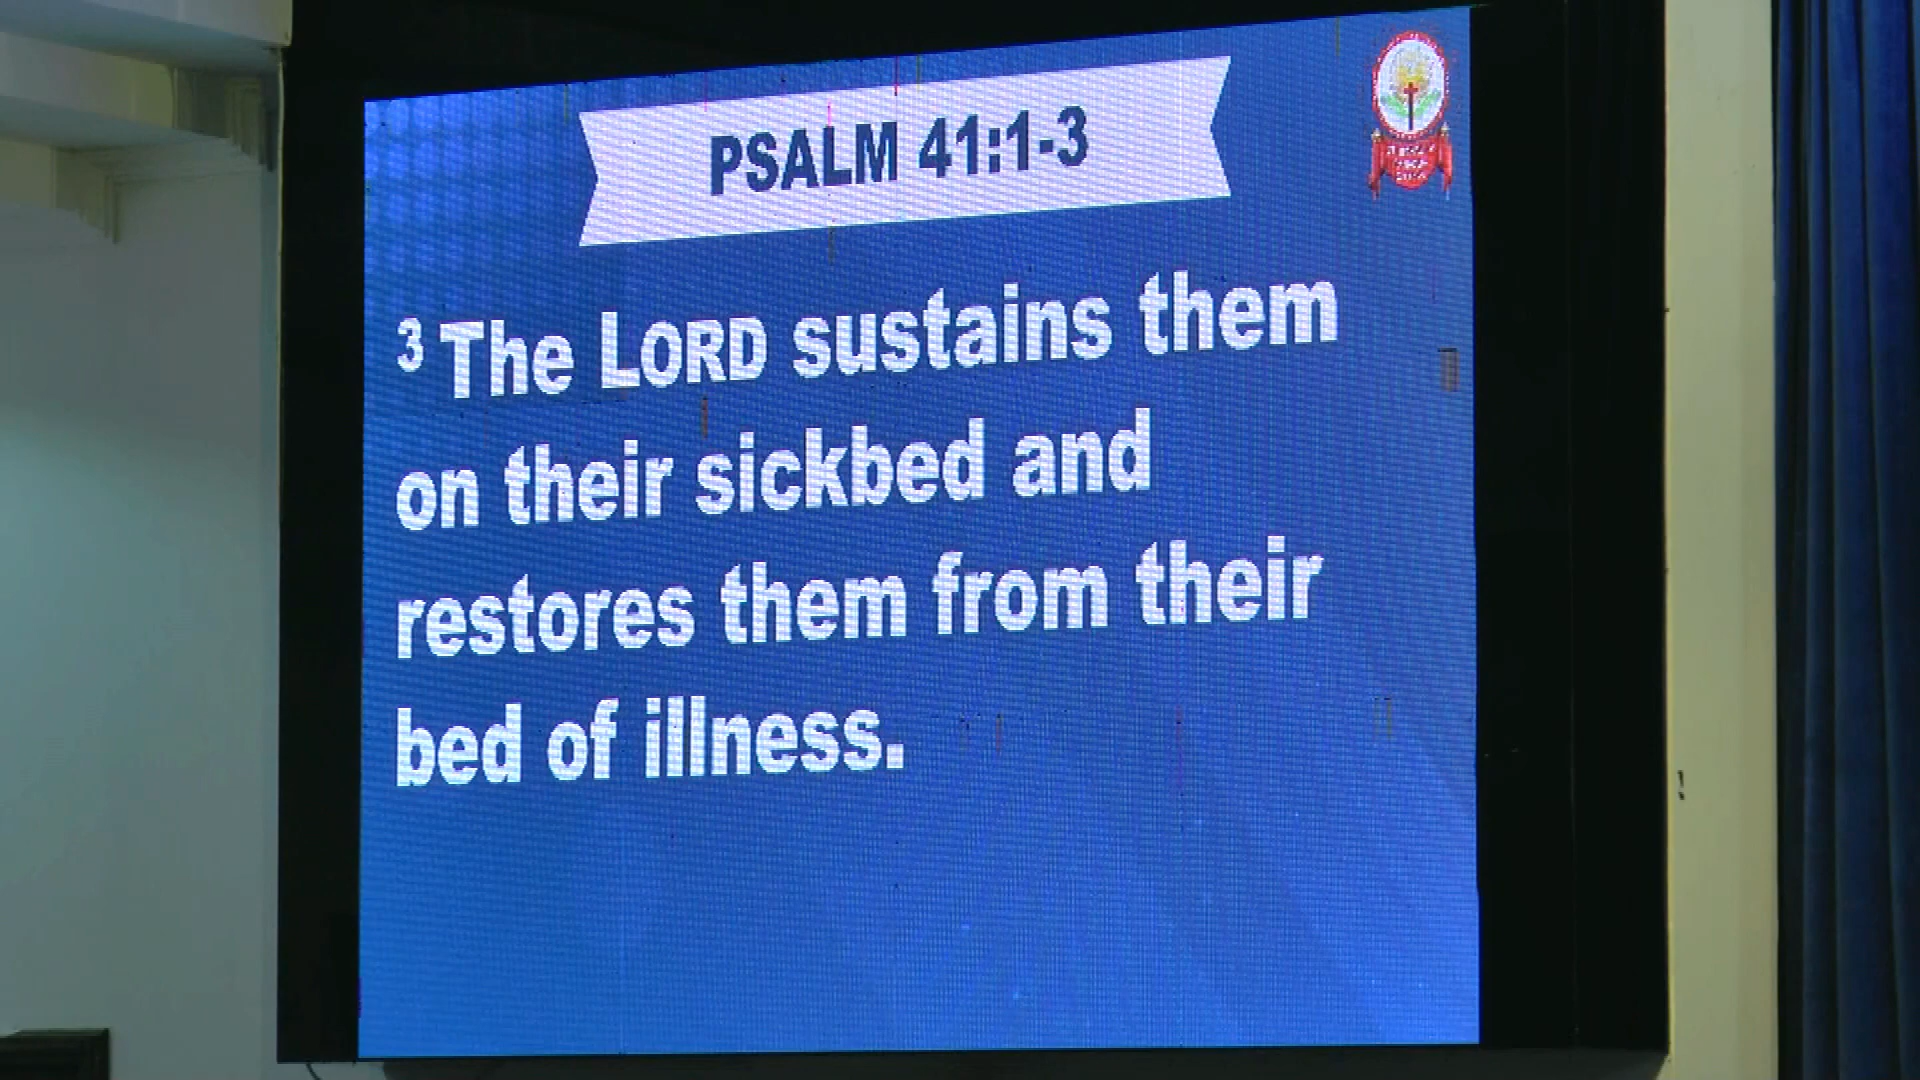 PSALM 41:1-3
3 The LORD sustains them
on their sickbed and
restores them from their
bed of illness.